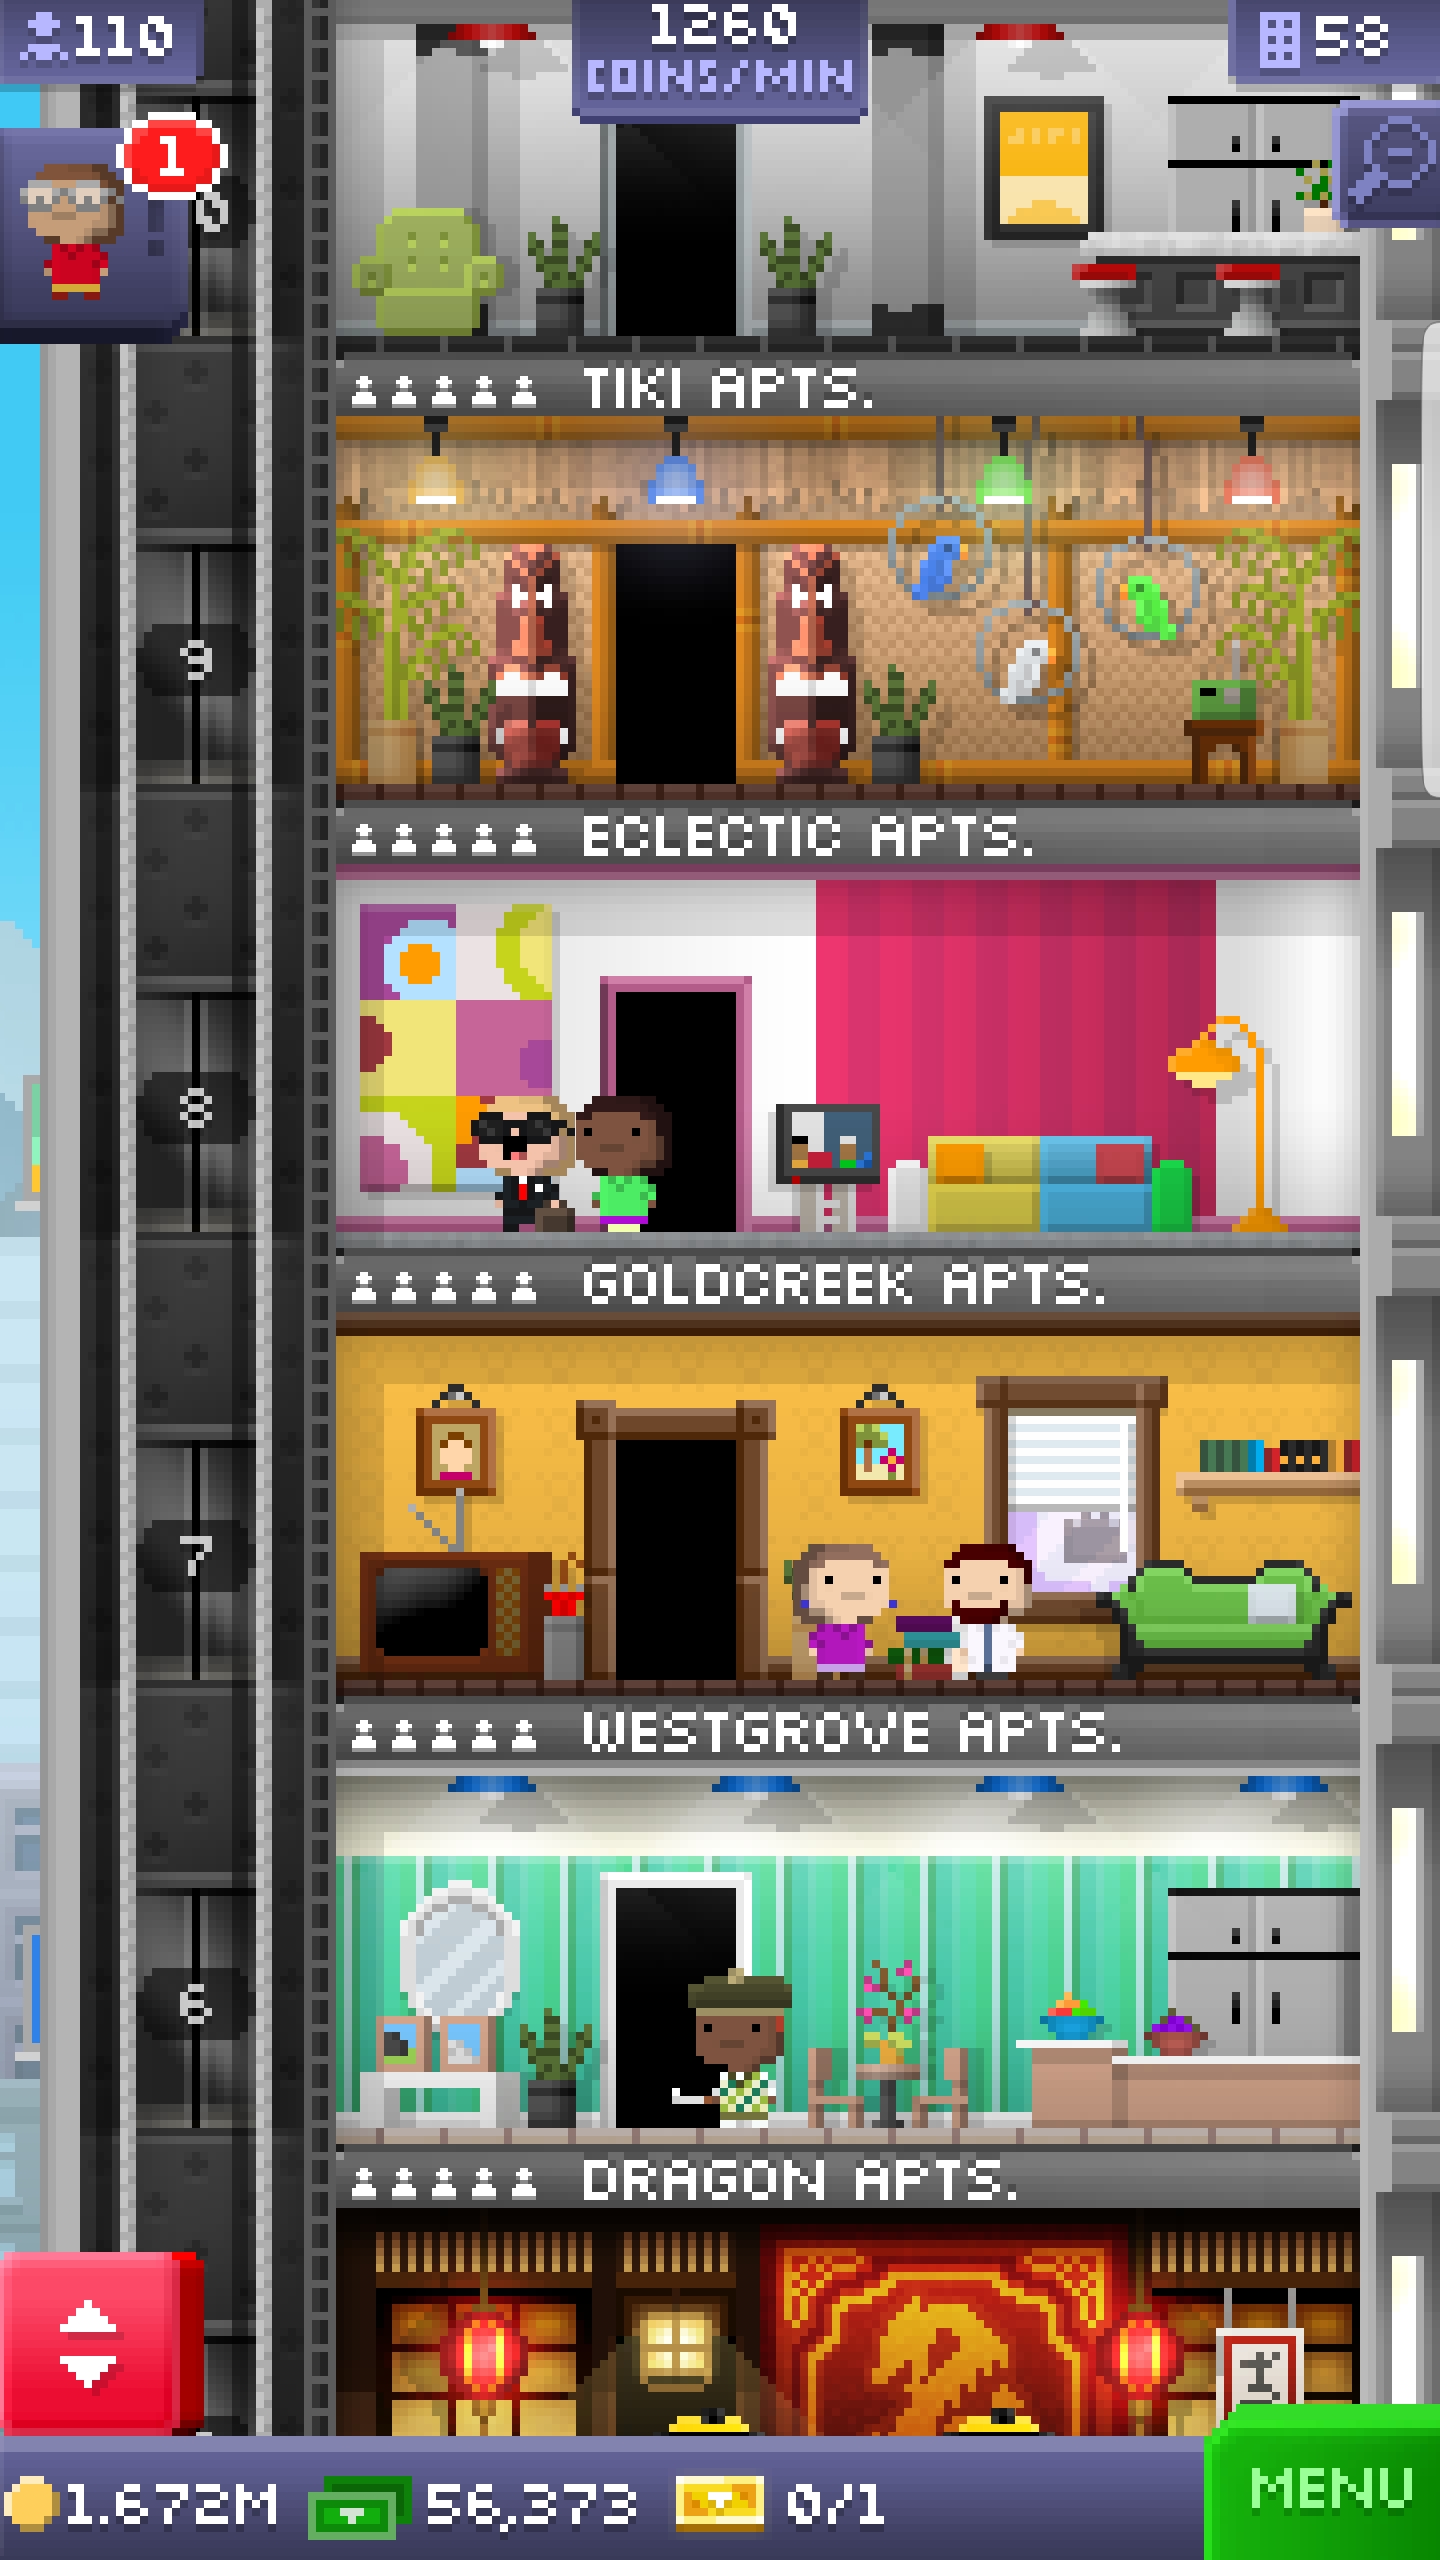 110
1260
COINS/MIN
58
1
0
TIKI APTS.
9
ECLECTIC APTS.
8
GOLDCREEK APTS.
7
WESTGROVE APTS.
6
DRAGON APTS.
1.672M
56,373
0/1
MENU